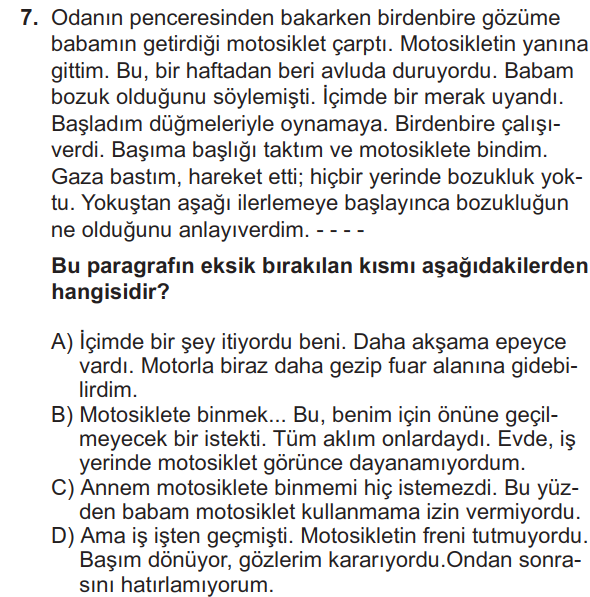 7. Odanın penceresinden bakarken birdenbire gözüme
babamın getirdiği motosiklet çarptı. Motosikletin yanına
gittim. Bu, bir haftadan beri avluda duruyordu. Babam
bozuk olduğunu söylemişti. İçimde bir merak uyandı.
Başladım düğmeleriyle oynamaya. Birdenbire çalışı-
verdi. Başıma başlığı taktım ve motosiklete bindim.
Gaza bastım, hareket etti; hiçbir yerinde bozukluk yok-
tu. Yokuştan aşağı ilerlemeye başlayınca bozukluğun
ne olduğunu anlayıverdim. - - - -
Bu paragrafın eksik bırakılan kısmı aşağıdakilerden
hangisidir?
A) İçimde bir şey itiyordu beni. Daha akşama epeyce
vardı. Motorla biraz daha gezip fuar alanına gidebi-
lirdim.
B) Motosiklete binmek... Bu, benim için önüne geçil-
meyecek bir istekti. Tüm aklım onlardaydı. Evde, iş
yerinde motosiklet görünce dayanamıyordum.
C) Annem motosiklete binmemi hiç istemezdi. Bu yüz-
den babam motosiklet kullanmama izin vermiyordu.
D) Ama iş işten geçmişti. Motosikletin freni tutmuyordu.
Başım dönüyor, gözlerim kararıyordu.Ondan sonra-
sını hatırlamıyorum.